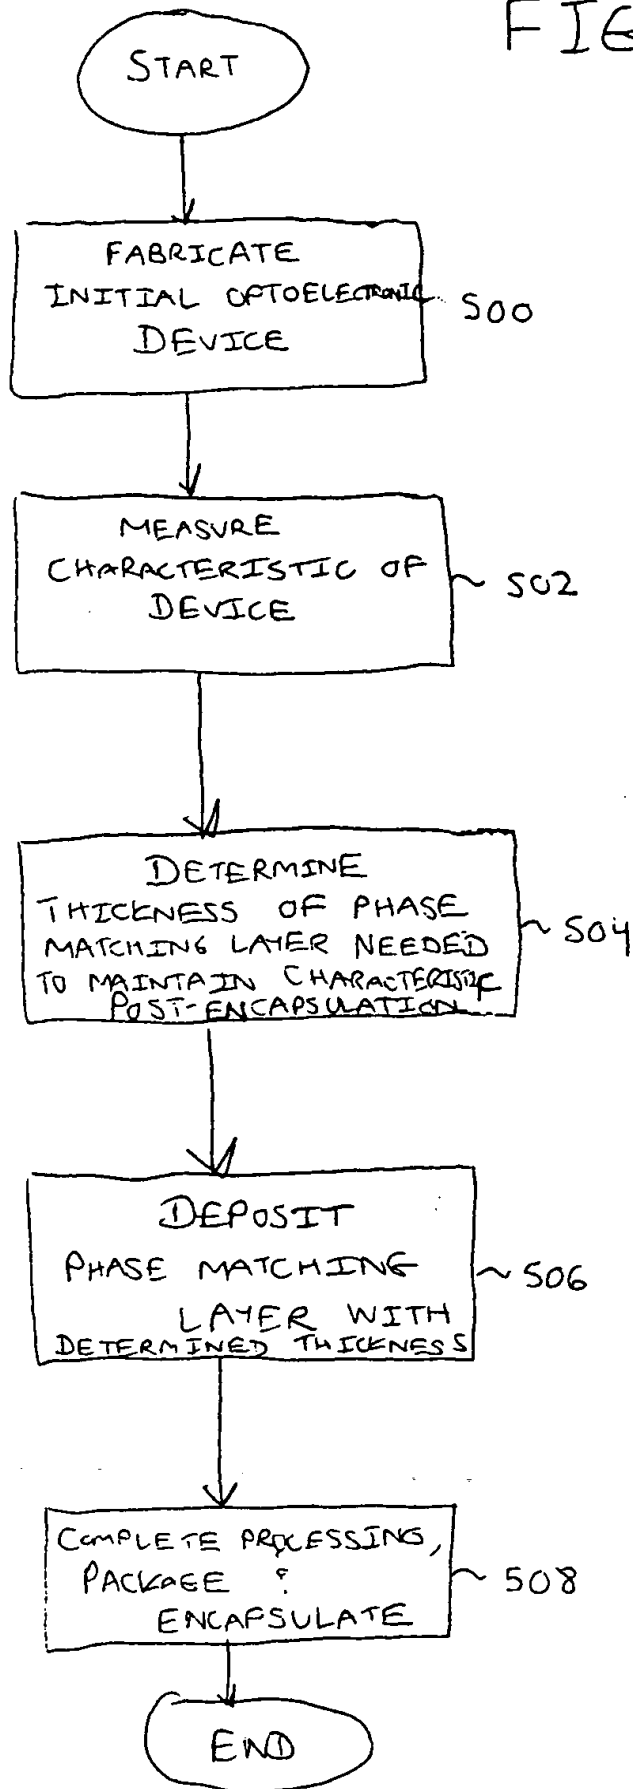 FIG
START
FABRICATE
INITIAL OPTOELECTRONIC
DEVICE
500
MEASURE
CHARACTERISTIC OF
DEVICE
502
DETERMINE
THICKNESS OF PHASE
MATCHING LAYER NEEDED
TO MAINTAIN CHARACTERISTIC
POST-ENCAPSULATION
504
DEPOSIT
PHASE MATCHING
LAYER WITH
DETERMINED THICKNESS
506
COMPLETE PROCESSING,
PACKAGE &
ENCAPSULATE
508
END